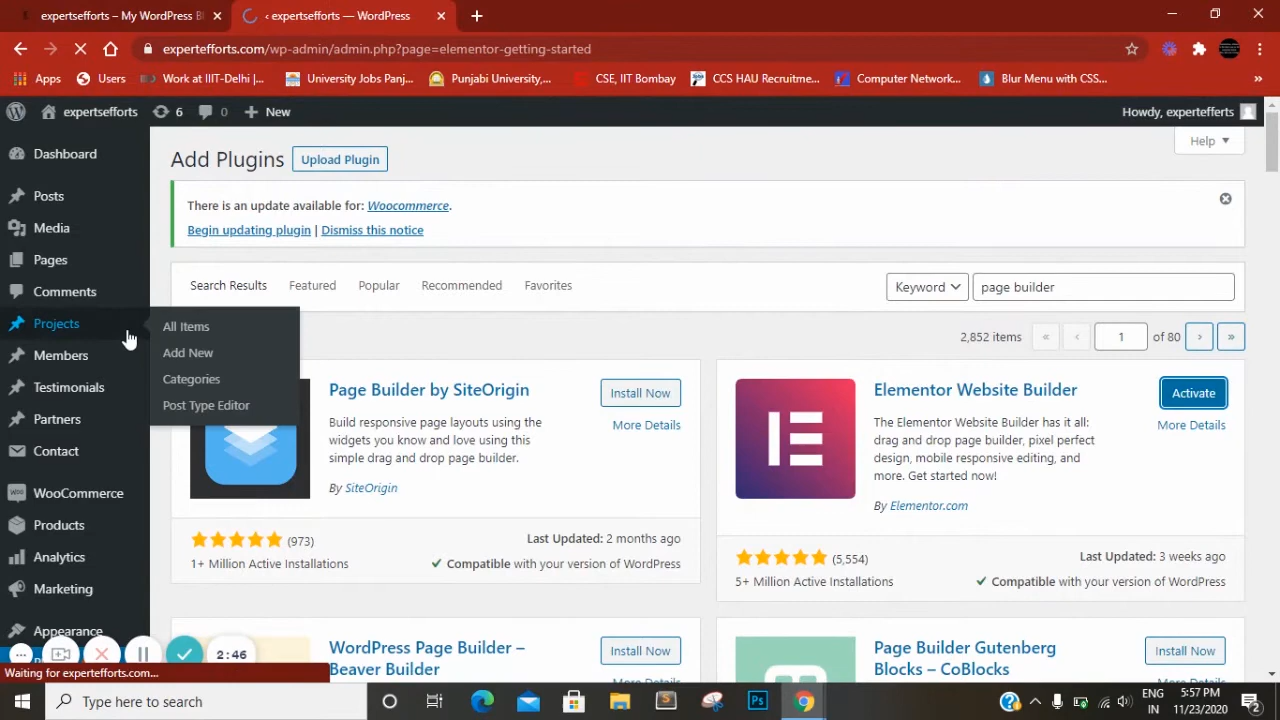 expertsefforts – My WordPress Bl
‹ expertsefforts — WordPress
expertefforts.com/wp-admin/admin.php?page=elementor-getting-started
Apps
Users
Work at IIIT-Delhi |...
University Jobs Panj...
Punjabi University,...
CSE, IIT Bombay
CCS HAU Recruitme...
Computer Network...
Blur Menu with CSS...
expertsefforts
6
0
New
Howdy, expertefferts
Dashboard
Posts
Media
Pages
Comments
Projects
Members
Testimonials
Partners
Contact
WooCommerce
Products
Analytics
Marketing
Appearance
All Items
Add New
Categories
Post Type Editor
Add Plugins
Upload Plugin
Help
There is an update available for: Woocommerce.
Begin updating plugin | Dismiss this notice
Search Results
Featured
Popular
Recommended
Favorites
Keyword
page builder
2,852 items
«
‹
1
of 80
›
»
Page Builder by SiteOrigin
Install Now
More Details
Build responsive page layouts using the
widgets you know and love using this
simple drag and drop page builder.
By SiteOrigin
(973)
1+ Million Active Installations
Last Updated: 2 months ago
Compatible with your version of WordPress
Elementor Website Builder
Activate
More Details
The Elementor Website Builder has it all:
drag and drop page builder, pixel perfect
design, mobile responsive editing, and
more. Get started now!
By Elementor.com
(5,554)
5+ Million Active Installations
Last Updated: 3 weeks ago
Compatible with your version of WordPress
WordPress Page Builder –
Beaver Builder
Install Now
More Details
Page Builder Gutenberg
Blocks – CoBlocks
Install Now
More Details
2:46
Waiting for expertefforts.com...
Type here to search
Ps
ENG
IN
5:57 PM
11/23/2020
2